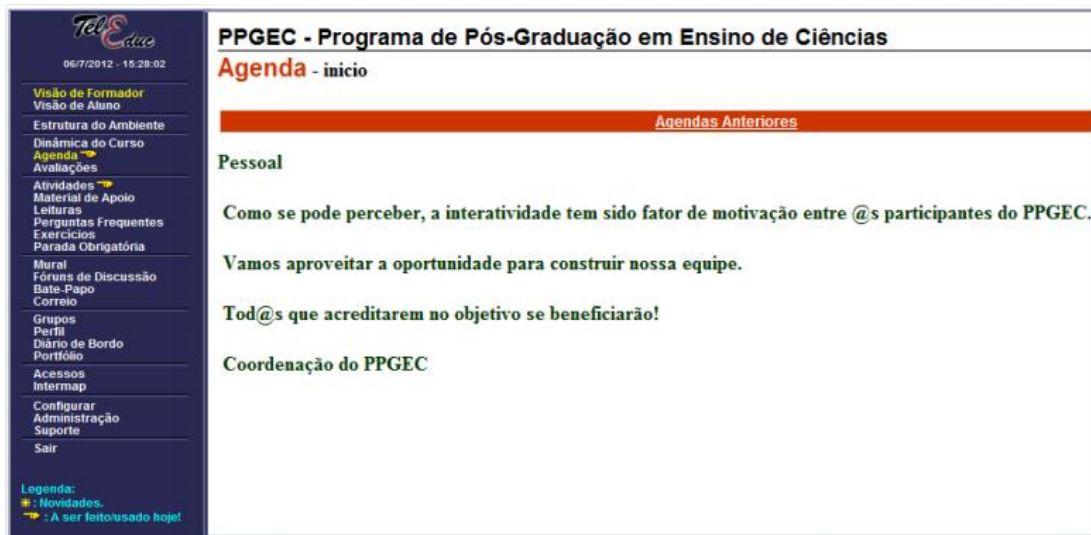 TelEduc
06/7/2012 - 15:28:02
Visão de Formador
Visão de Aluno
Estrutura do Ambiente
Dinâmica do Curso
Agenda
Avaliações
Atividades
Material de Apoio
Leituras
Perguntas Frequentes
Exercícios
Parada Obrigatória
Mural
Fóruns de Discussão
Bate-Papo
Correio
Grupos
Perfil
Diário de Bordo
Portfólio
Acessos
Intermap
Configurar
Administração
Suporte
Sair
Legenda:
: Novidades.
: A ser feito/usado hoje!
PPGEC - Programa de Pós-Graduação em Ensino de Ciências
Agenda - inicio
Agendas Anteriores
Pessoal
Como se pode perceber, a interatividade tem sido fator de motivação entre @s participantes do PPGEC.
Vamos aproveitar a oportunidade para construir nossa equipe.
Tod@s que acreditarem no objetivo se beneficiarão!
Coordenação do PPGEC